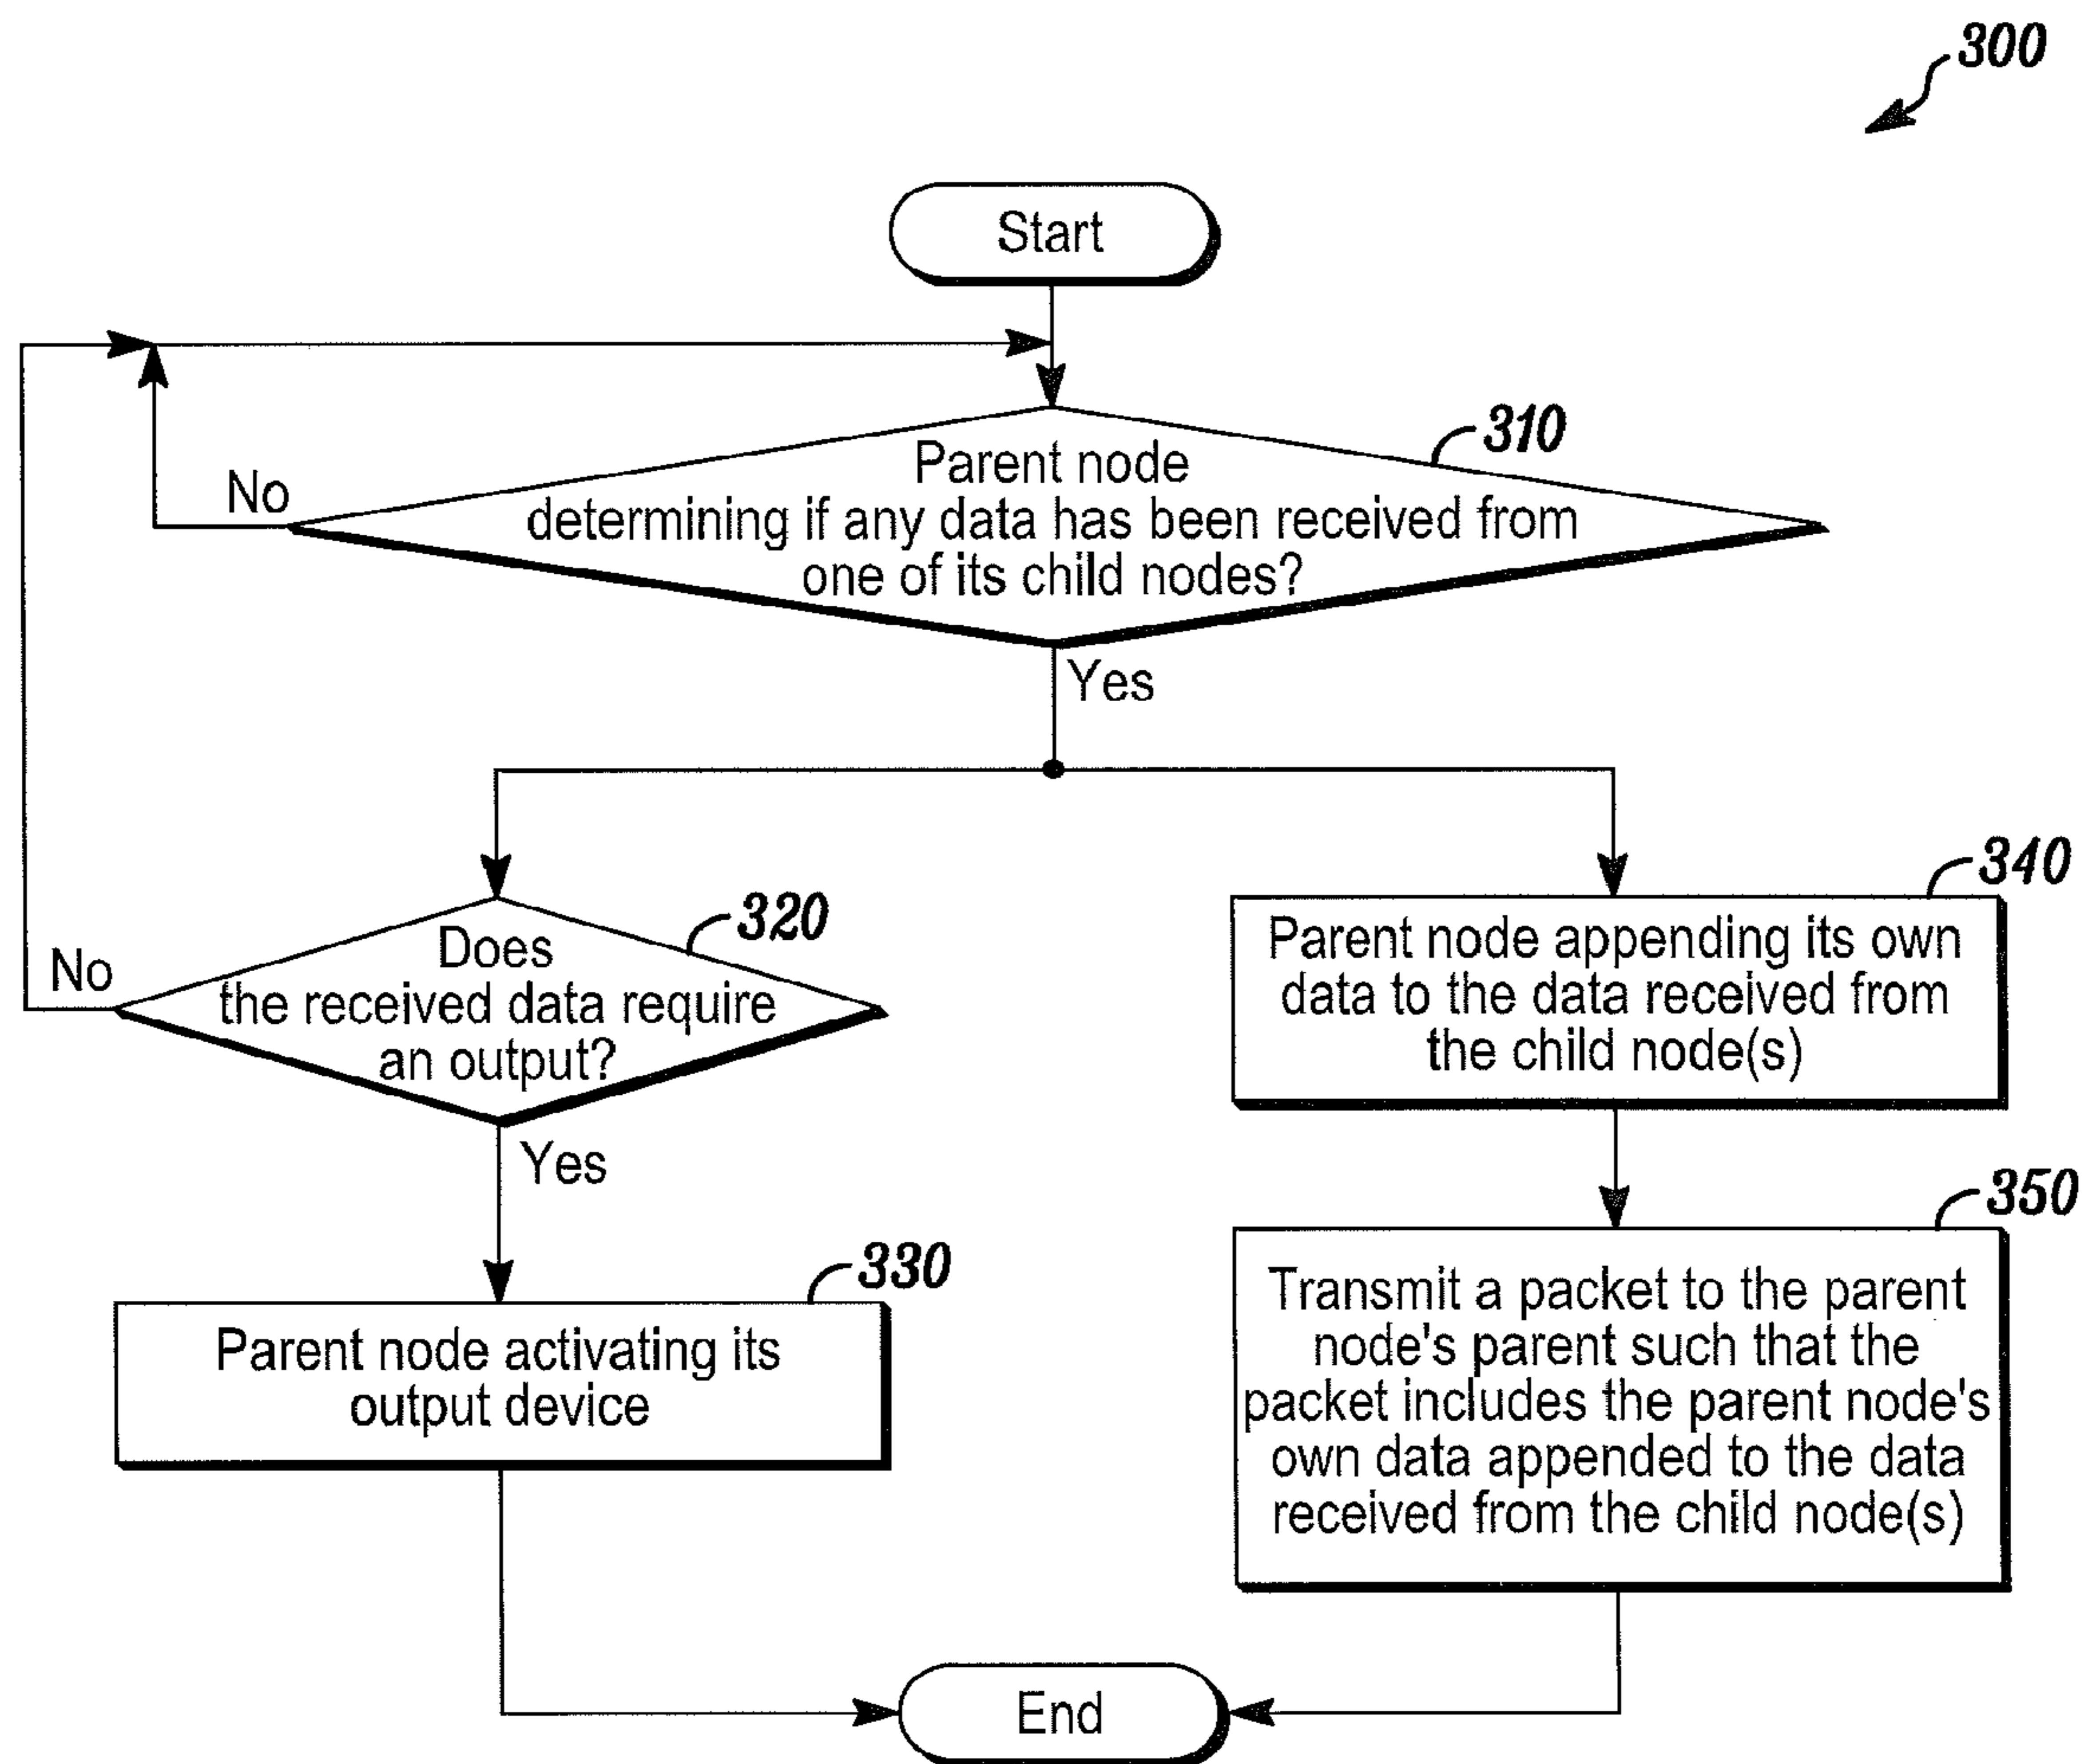 300
Start
310
Parent node
determining if any data has been received from
one of its child nodes?
No
Yes
320
Does
the received data require
an output?
No
Yes
330
Parent node activating its
output device
340
Parent node appending its own
data to the data received from
the child node(s)
350
Transmit a packet to the parent
node's parent such that the
packet includes the parent node's
own data appended to the data
received from the child node(s)
End